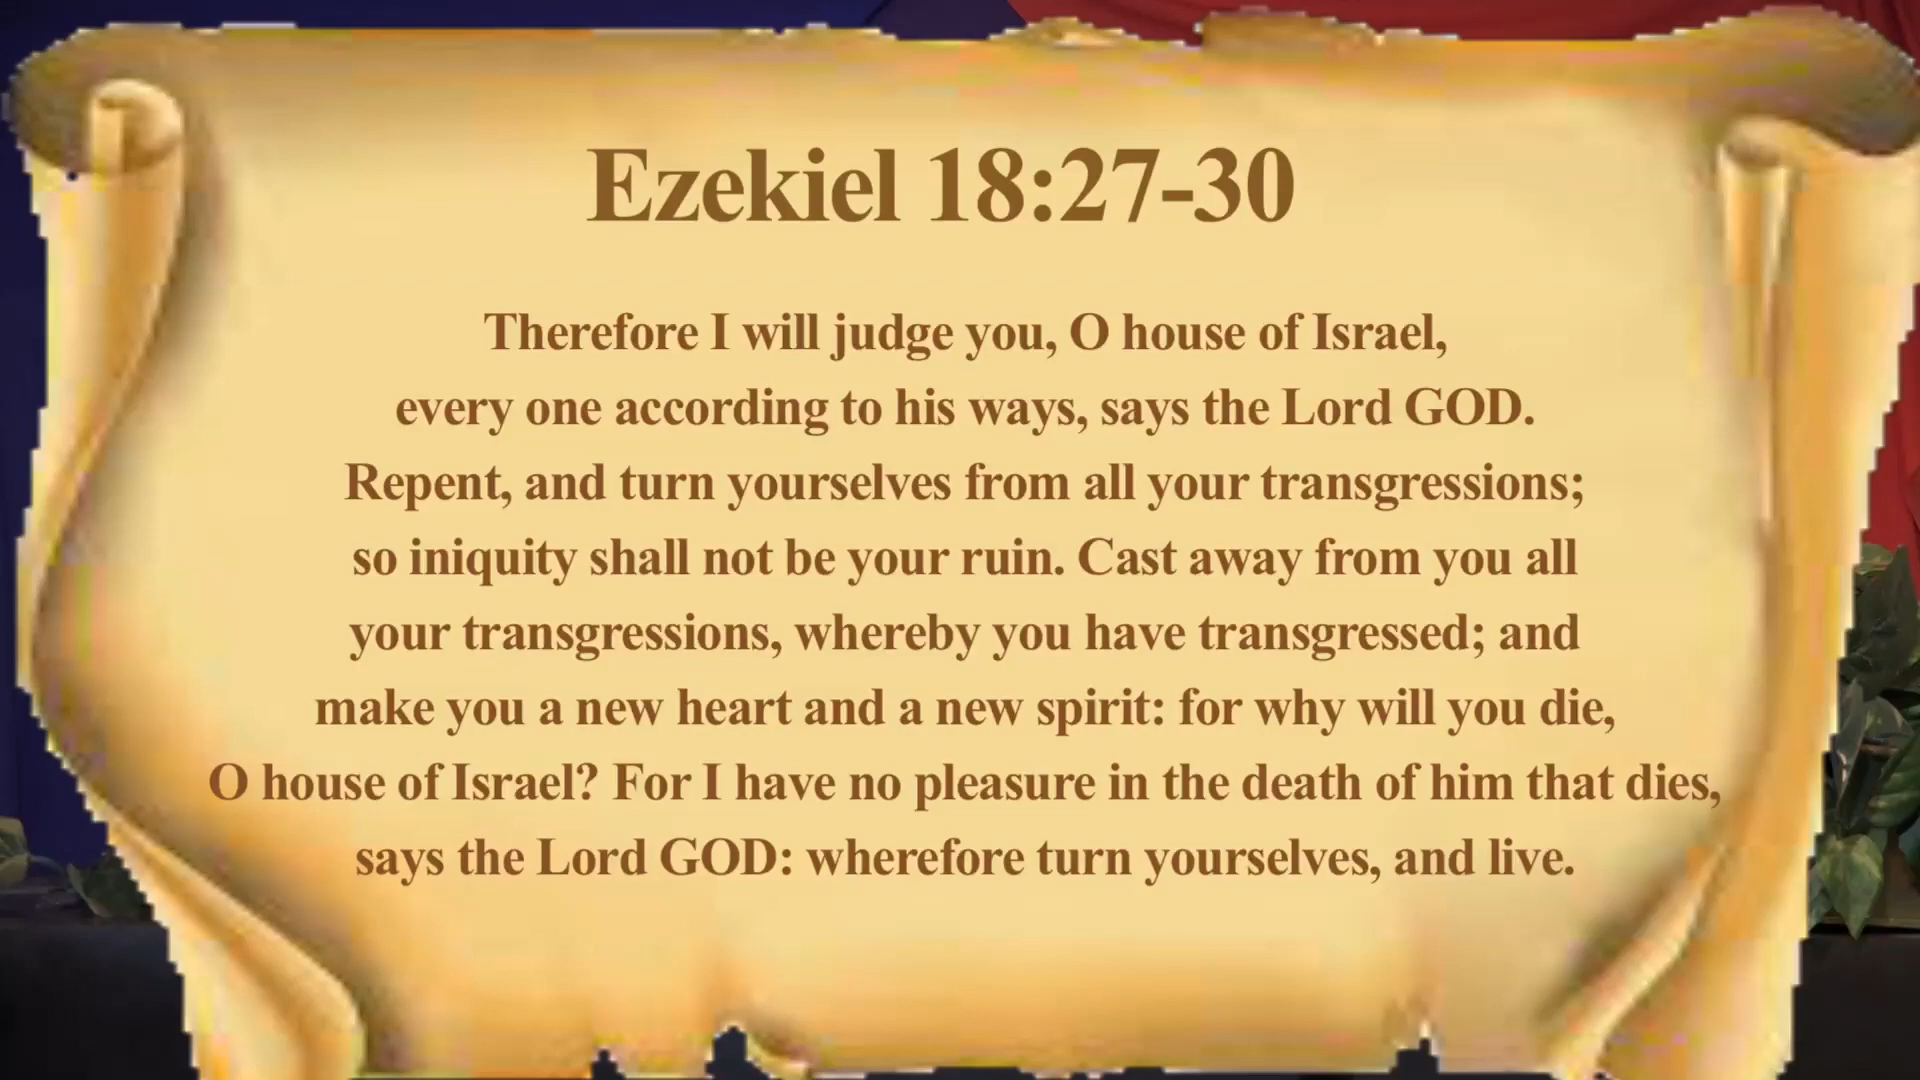 Ezekiel 18:27-30
Therefore I will judge you, O house of Israel,
every one according to his ways, says the Lord GOD.
Repent, and turn yourselves from all your transgressions;
so iniquity shall not be your ruin. Cast away from you all
your transgressions, whereby you have transgressed; and
make you a new heart and a new spirit: for why will you die,
O house of Israel? For I have no pleasure in the death of him that dies,
says the Lord GOD: wherefore turn yourselves, and live.